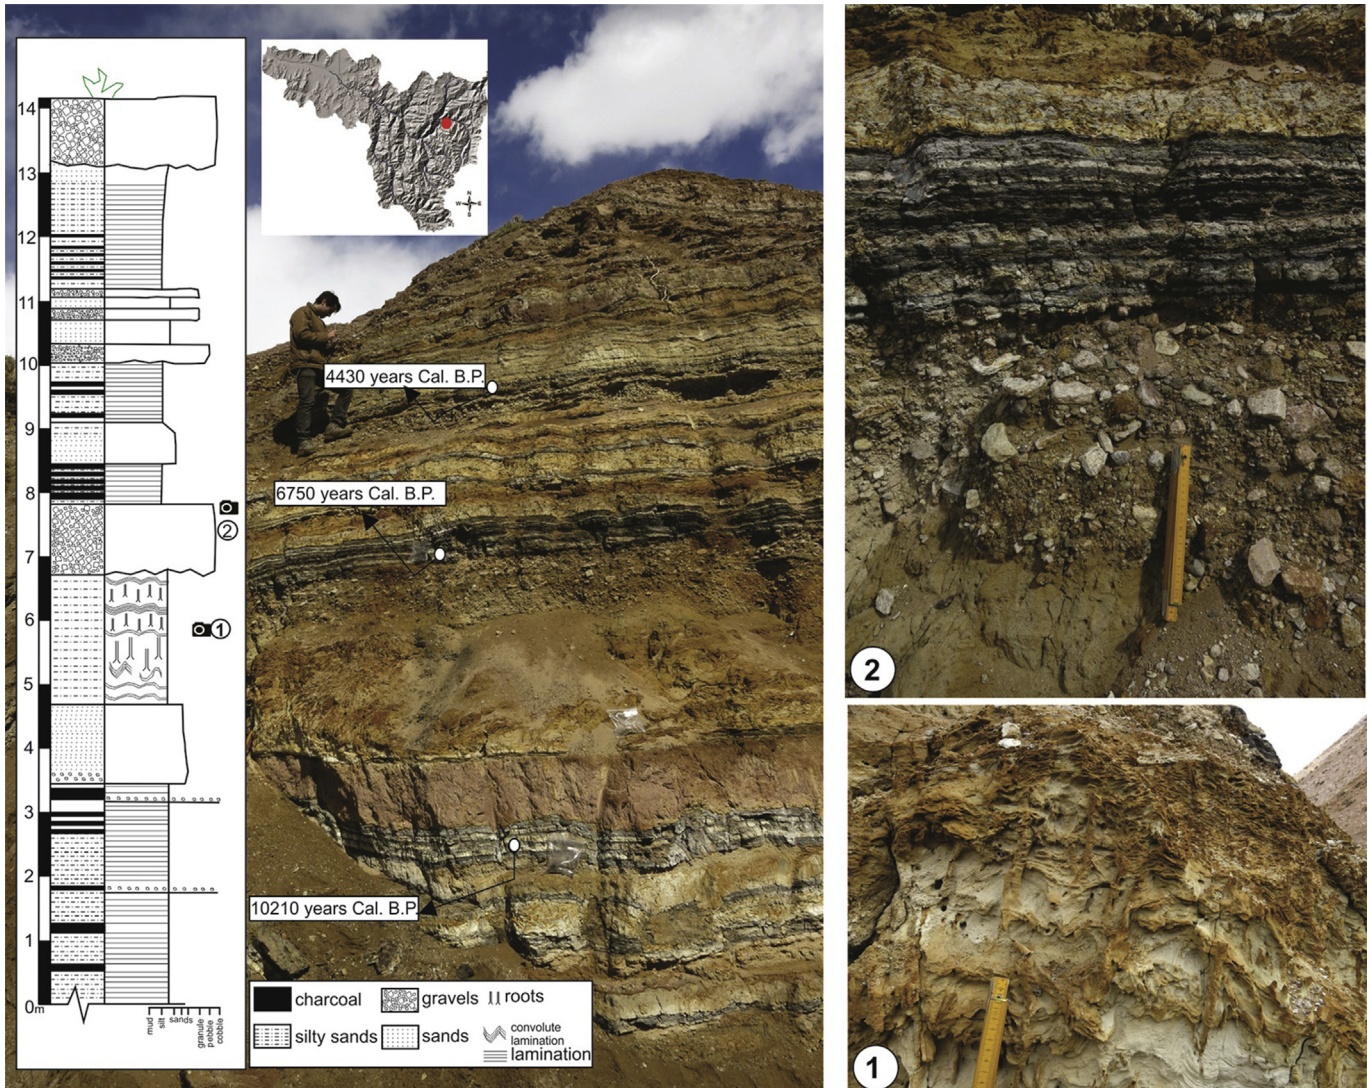 14
13
12
11
10
9
8
7
6
5
4
3
2
1
0m
mud
silt
sands
granule
pebble
cobble
2
1
N
W
E
S
4430 years Cal. B.P.
6750 years Cal. B.P.
10210 years Cal. B.P.
charcoal
gravels
roots
silty sands
sands
convolute
lamination
lamination
2
1